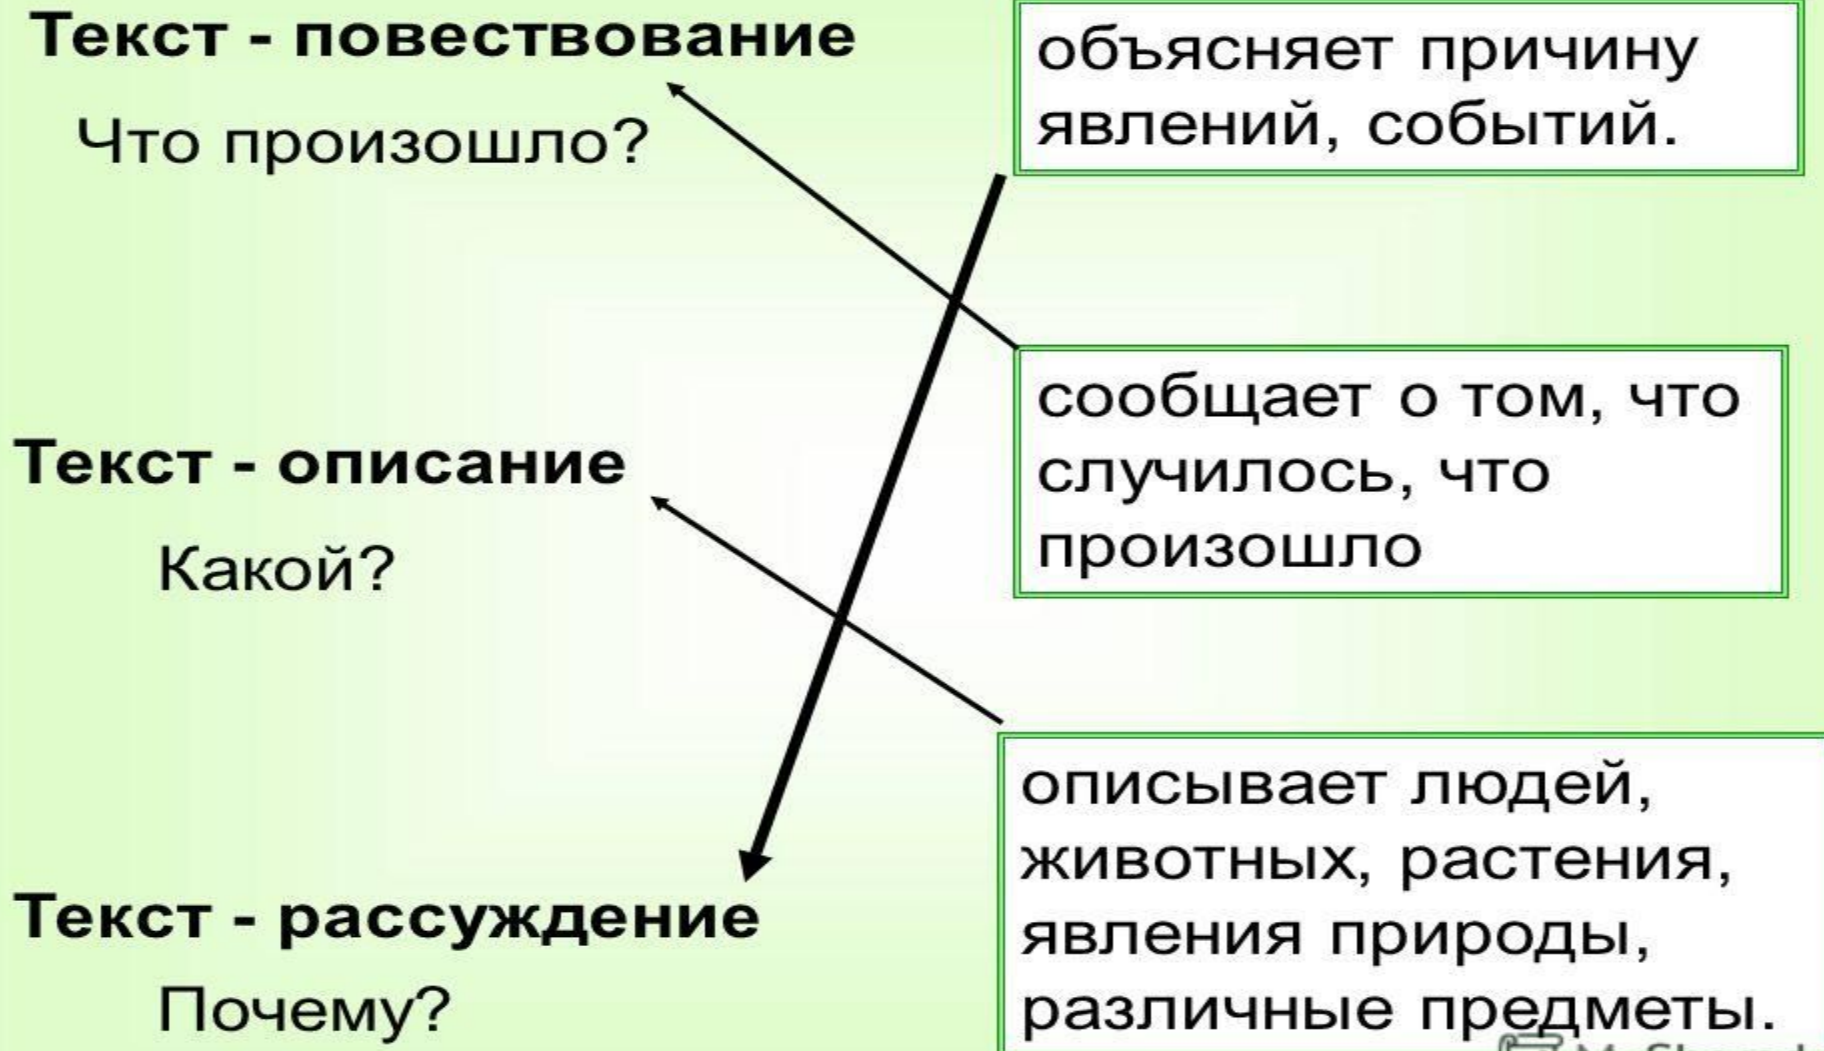 Текст - повествование
Что произошло?
объясняет причину
явлений, событий.
сообщает о том, что
случилось, что
произошло
Текст - описание
Какой?
описывает людей,
животных, растения,
явления природы,
различные предметы.
Текст - рассуждение
Почему?